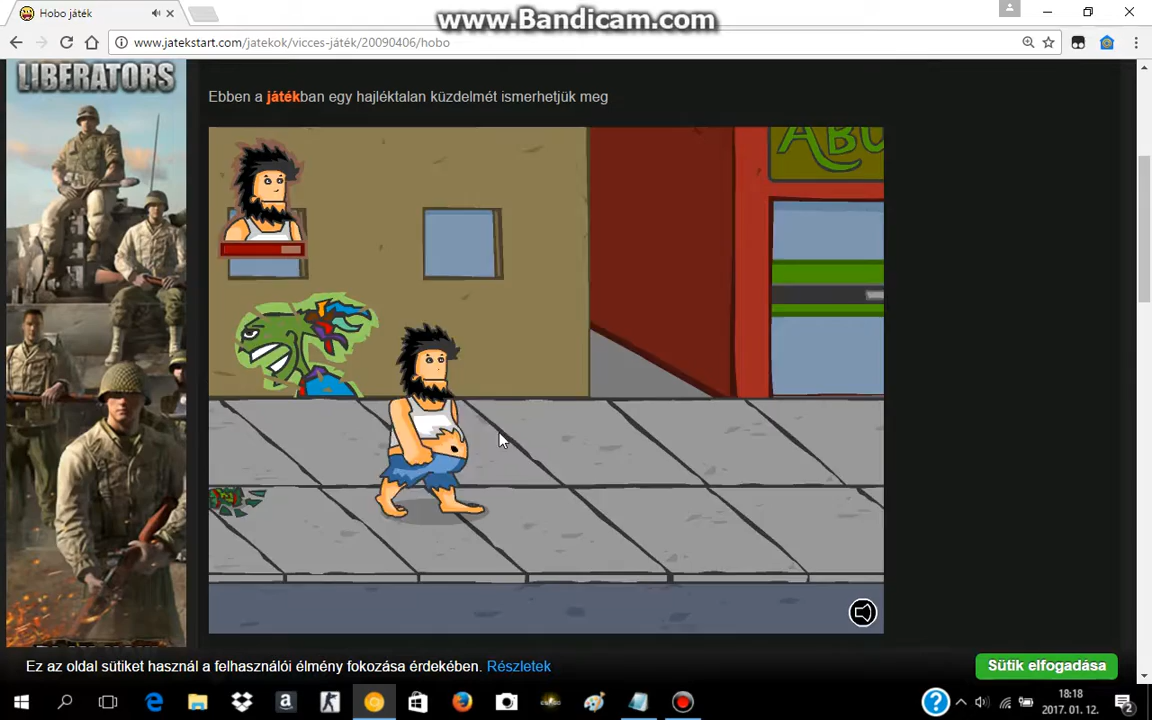 www.Bandicam.com
Hobo játék
www.jatekstart.com/jatekok/vicces-játék/20090406/hobo
LIBERATORS
Ebben a játékban egy hajléktalan küzdelmét ismerhetjük meg
ABU
Ez az oldal sütiket használ a felhasználói élmény fokozása érdekében. Részletek
Sütik elfogadása
18:18
2017. 01. 12.
2